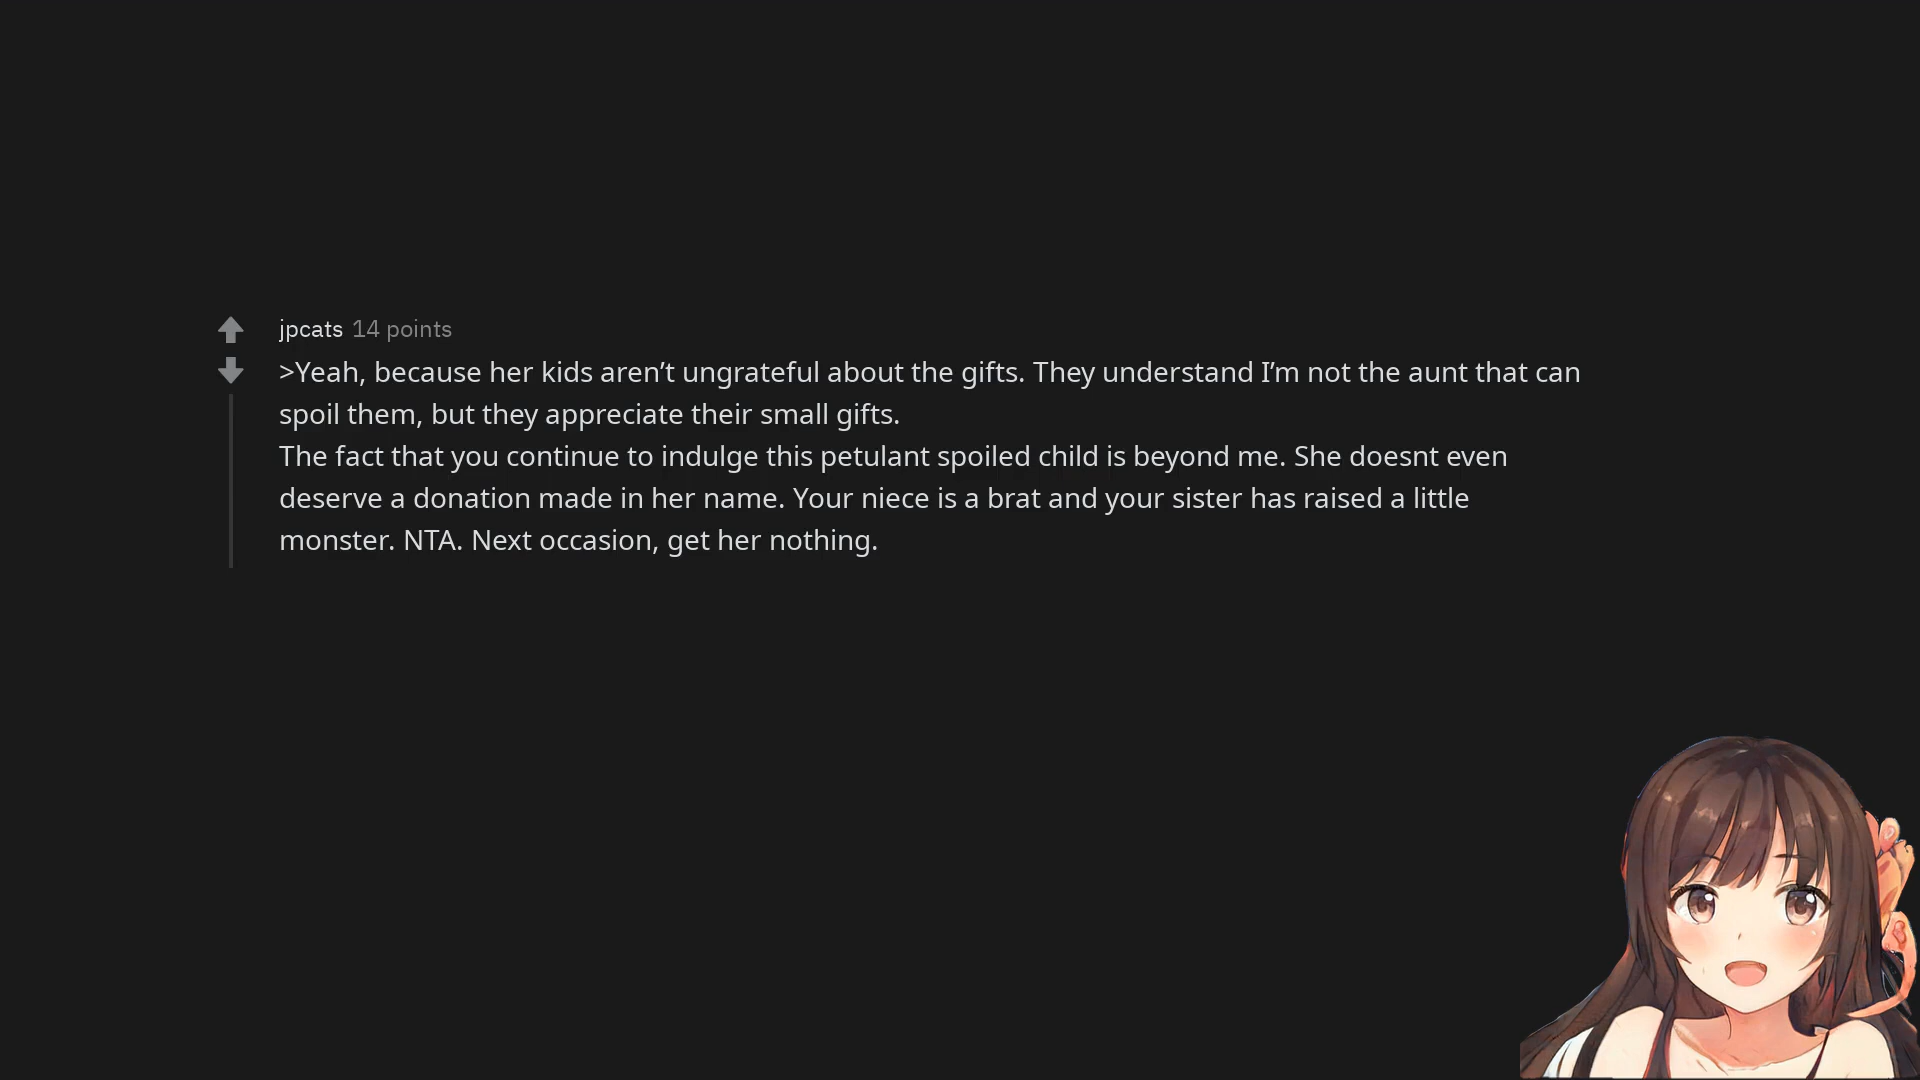 jpcats 14 points
>Yeah, because her kids aren’t ungrateful about the gifts. They understand I’m not the aunt that can
spoil them, but they appreciate their small gifts.
The fact that you continue to indulge this petulant spoiled child is beyond me. She doesnt even
deserve a donation made in her name. Your niece is a brat and your sister has raised a little
monster. NTA. Next occasion, get her nothing.